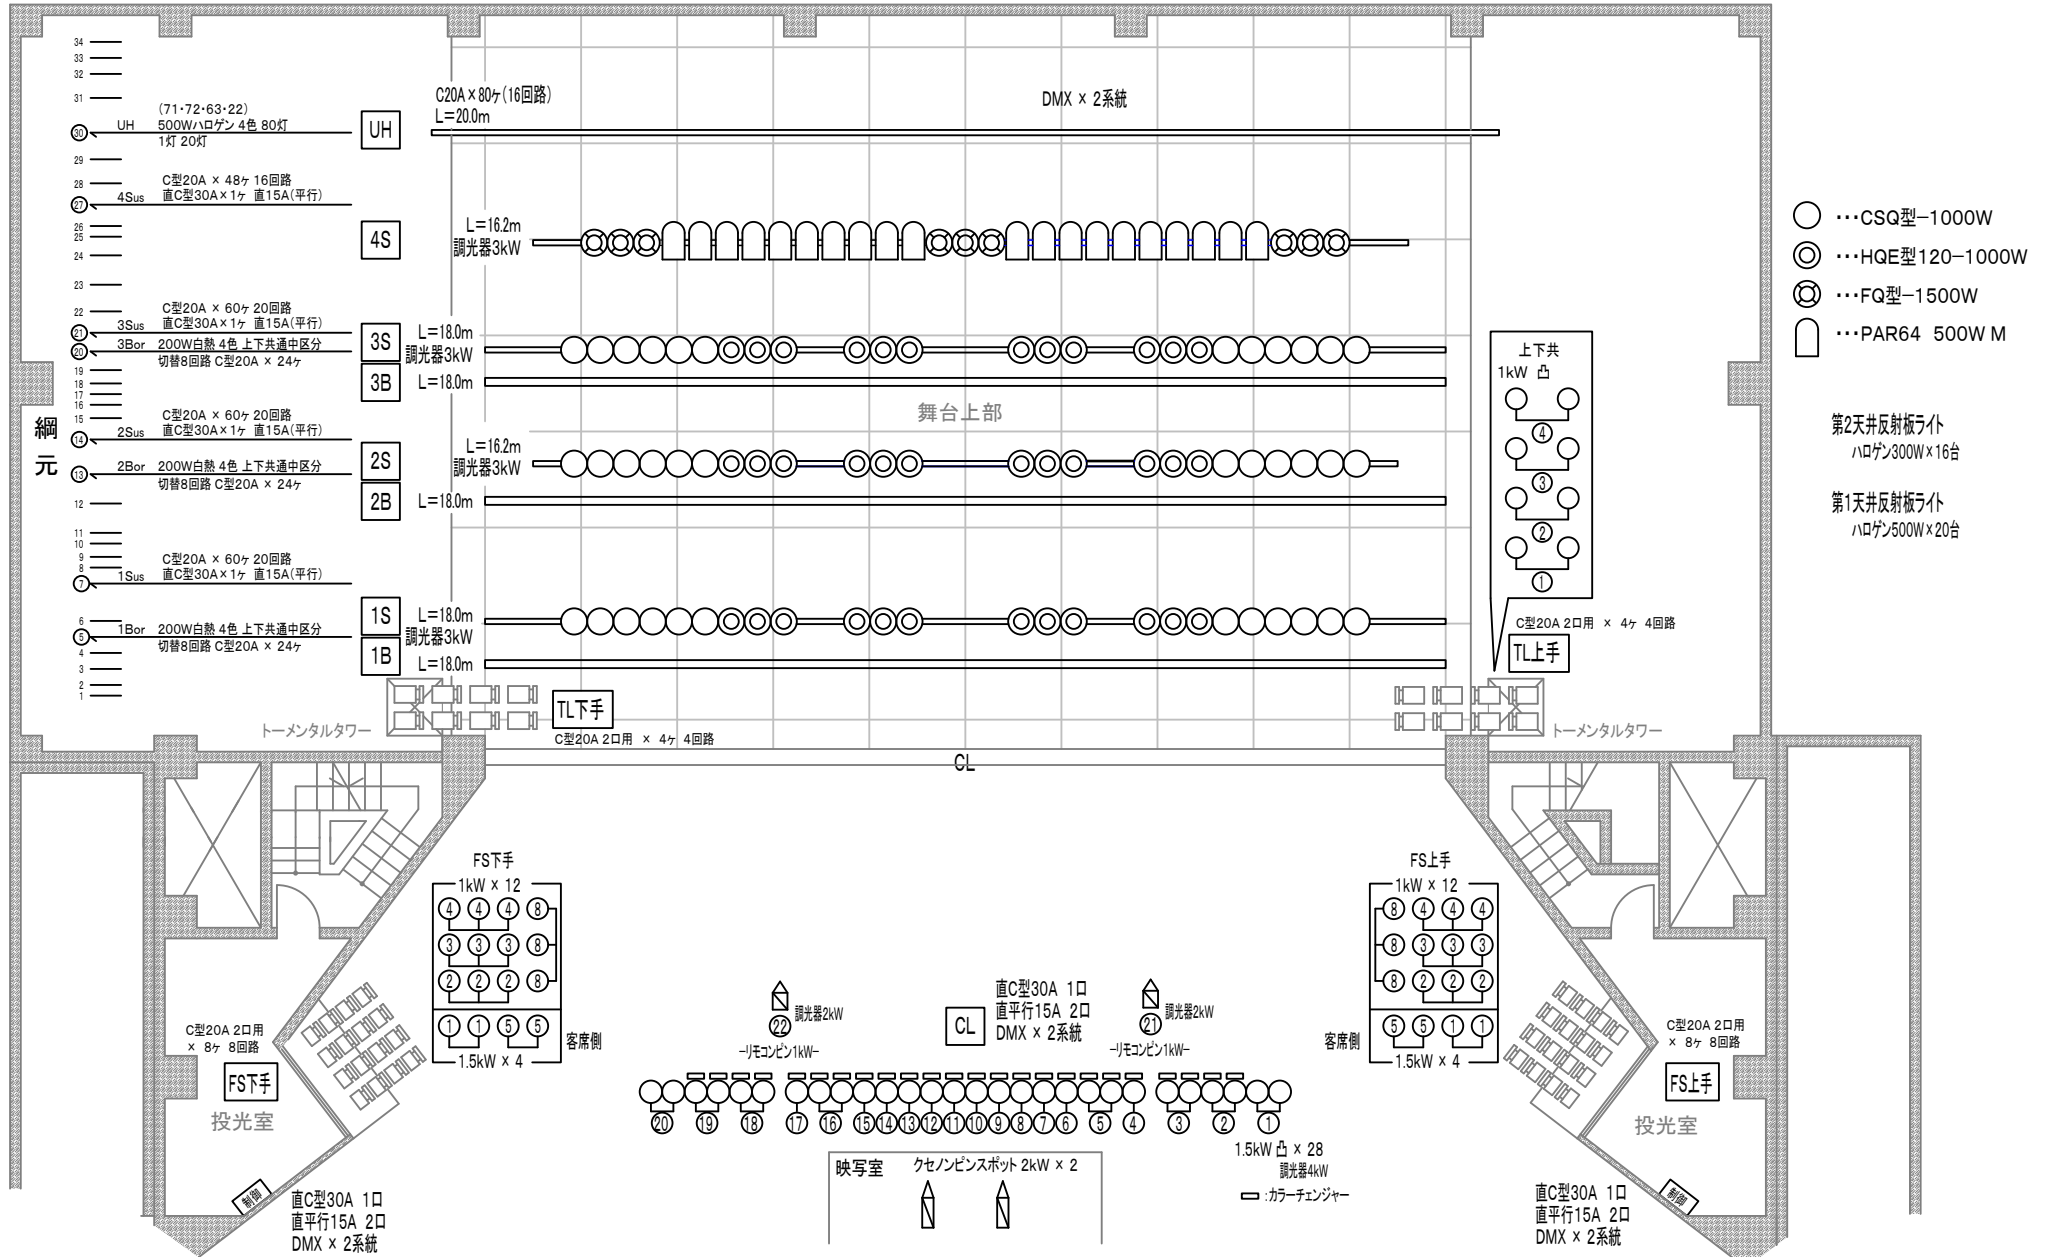 34
33
32
31
(71・72・63・22)
30 UH 500Wハロゲン 4色 80灯
1灯 20灯
UH
C20A×80ヶ(16回路)
L=20.0m
DMX × 2系統
29
28
C型20A × 48ヶ 16回路
直C型30A×1ヶ 直15A(平行)
27 4Sus
26
25
24
23
22
4S
L=16.2m
調光器3kW
C型20A × 60ヶ 20回路
直C型30A×1ヶ 直15A(平行)
21 3Sus
20 3Bor 200W白熱 4色 上下共通中区分
切替8回路 C型20A × 24ヶ
3S
L=18.0m
調光器3kW
3B
L=18.0m
19
18
17
16
15
舞台上部
綱元
C型20A × 60ヶ 20回路
直C型30A×1ヶ 直15A(平行)
14 2Sus
13 2Bor 200W白熱 4色 上下共通中区分
切替8回路 C型20A × 24ヶ
2S
L=16.2m
調光器3kW
2B
L=18.0m
12
11
10
9
8
C型20A × 60ヶ 20回路
直C型30A×1ヶ 直15A(平行)
7 1Sus
6
5 1Bor 200W白熱 4色 上下共通中区分
切替8回路 C型20A × 24ヶ
1S
L=18.0m
調光器3kW
1B
L=18.0m
4
3
2
1
…CSQ型-1000W
…HQE型120-1000W
…FQ型-1500W
…PAR64 500W M
第2天井反射板ライト
ハロゲン300W×16台
第1天井反射板ライト
ハロゲン500W×20台
上下共
1kW 凸
④
③
②
①
C型20A 2口用 × 4ヶ 4回路
TL上手
トーメンタルタワー
TL下手
C型20A 2口用 × 4ヶ 4回路
トーメンタルタワー
CL
FS下手
1kW × 12
④ ④ ④ ⑧
③ ③ ③ ⑧
② ② ② ⑧
① ① ⑤ ⑤
1.5kW × 4
客席側
FS上手
1kW × 12
⑧ ④ ④ ④
⑧ ③ ③ ③
⑧ ② ② ②
⑤ ⑤ ① ①
1.5kW × 4
客席側
C型20A 2口用
× 8ヶ 8回路
FS下手
投光室
制御
直C型30A 1口
直平行15A 2口
DMX × 2系統
㉒ 調光器2kW
-リモコンピン1kW-
CL
直C型30A 1口
直平行15A 2口
DMX × 2系統
㉑ 調光器2kW
-リモコンピン1kW-
⑳ ⑲ ⑱ ⑰ ⑯ ⑮ ⑭ ⑬ ⑫ ⑪ ⑩ ⑨ ⑧ ⑦ ⑥ ⑤ ④ ③ ② ①
1.5kW 凸 × 28
調光器4kW
:カラーチェンジャー
映写室 クセノンピンスポット 2kW × 2
C型20A 2口用
× 8ヶ 8回路
FS上手
投光室
制御
直C型30A 1口
直平行15A 2口
DMX × 2系統